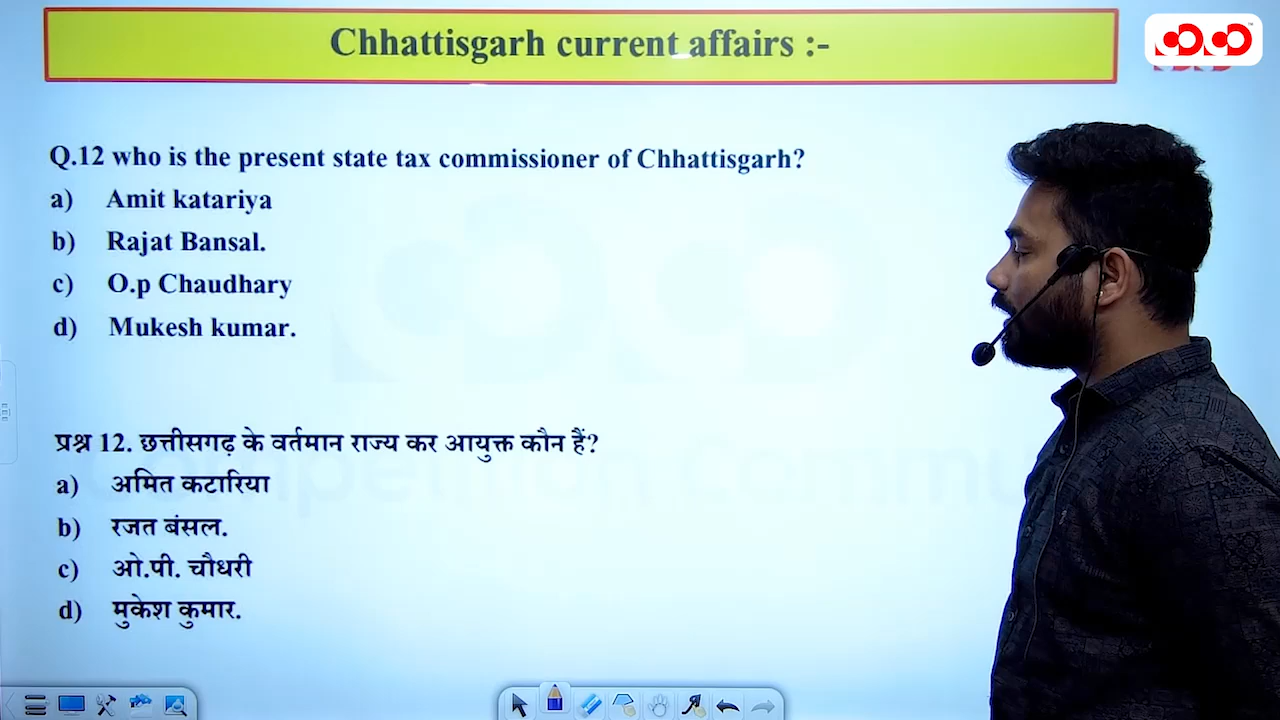 Chhattisgarh current affairs :-
Q.12 who is the present state tax commissioner of Chhattisgarh?
a) Amit katariya
b) Rajat Bansal.
c) O.p Chaudhary
d) Mukesh kumar.
प्रश्न 12. छत्तीसगढ़ के वर्तमान राज्य कर आयुक्त कौन हैं?
a) अमित कटारिया
b) रजत बंसल.
c) ओ.पी. चौधरी
d) मुकेश कुमार.